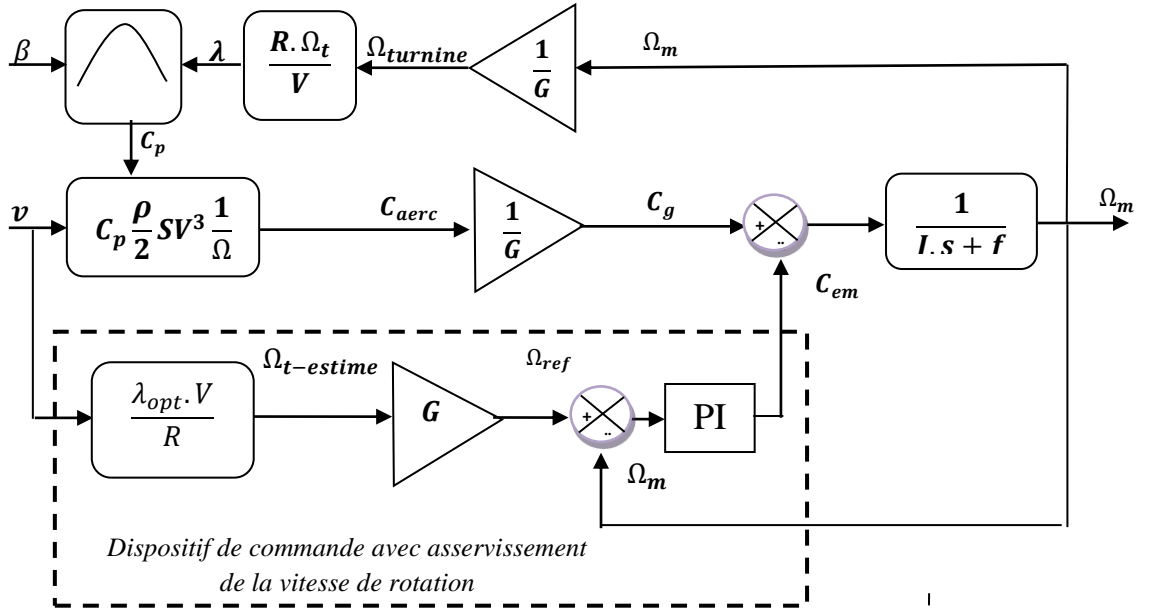 β
λ
R.Ω_t
V
Ω_turnine
1
G
Ω_m
C_p
v
C_p ρ/2 SV³ 1/Ω
C_aerc
1
G
C_g
+
..
1
J.s + f
Ω_m
C_em
λ_opt.V
R
Ω_t−estime
G
Ω_ref
+
..
PI
Ω_m
Dispositif de commande avec asservissement
de la vitesse de rotation